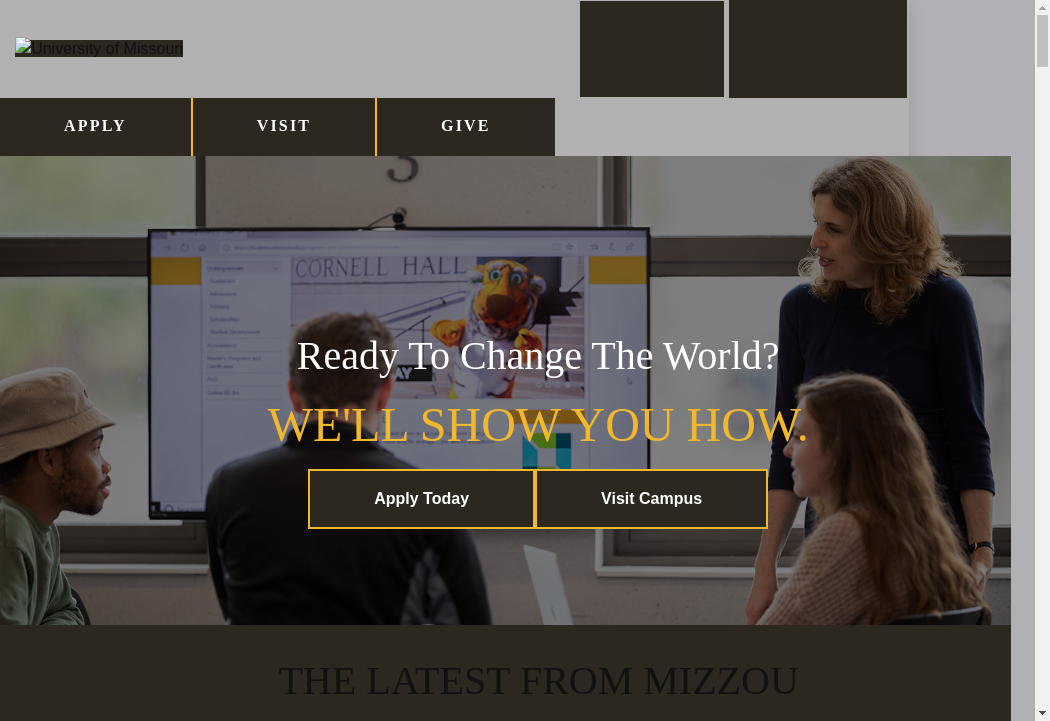 University of Missouri
APPLY
VISIT
GIVE
3
CORNELL HALL
Ready To Change The World?
WE'LL SHOW YOU HOW.
Apply Today
Visit Campus
THE LATEST FROM MIZZOU